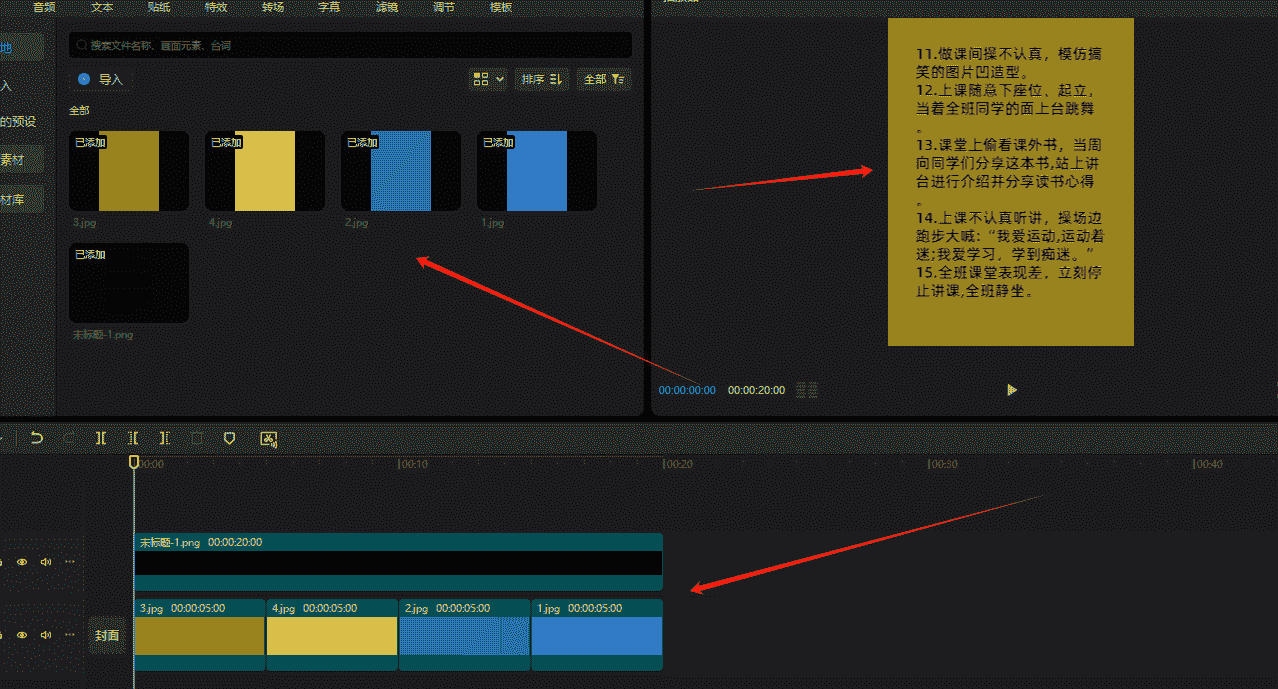 音频 文本 贴纸 特效 转场 字幕 滤镜 调节 模板
地
入
的预设
素材
材库
搜索文件名称、画面元素、台词
导入
排序
全部
全部
已添加 已添加 已添加 已添加
3.jpg 4.jpg 2.jpg 1.jpg
已添加
未标题-1.png
11.做课间操不认真，模仿搞
笑的图片凹造型。
12.上课随意下座位、起立，
当着全班同学的面上台跳舞
。
13.课堂上偷看课外书，当周
向同学们分享这本书,站上讲
台进行介绍并分享读书心得
。
14.上课不认真听讲，操场边
跑步大喊：“我爱运动,运动着
迷;我爱学习，学到痴迷。”
15.全班课堂表现差，立刻停
止讲课,全班静坐。
00:00:00:00 00:00:20:00
00:00 00:10 00:20 00:30 00:40
未标题-1.png 00:00:20:00
3.jpg 00:00:05:00 4.jpg 00:00:05:00 2.jpg 00:00:05:00 1.jpg 00:00:05:00
封面